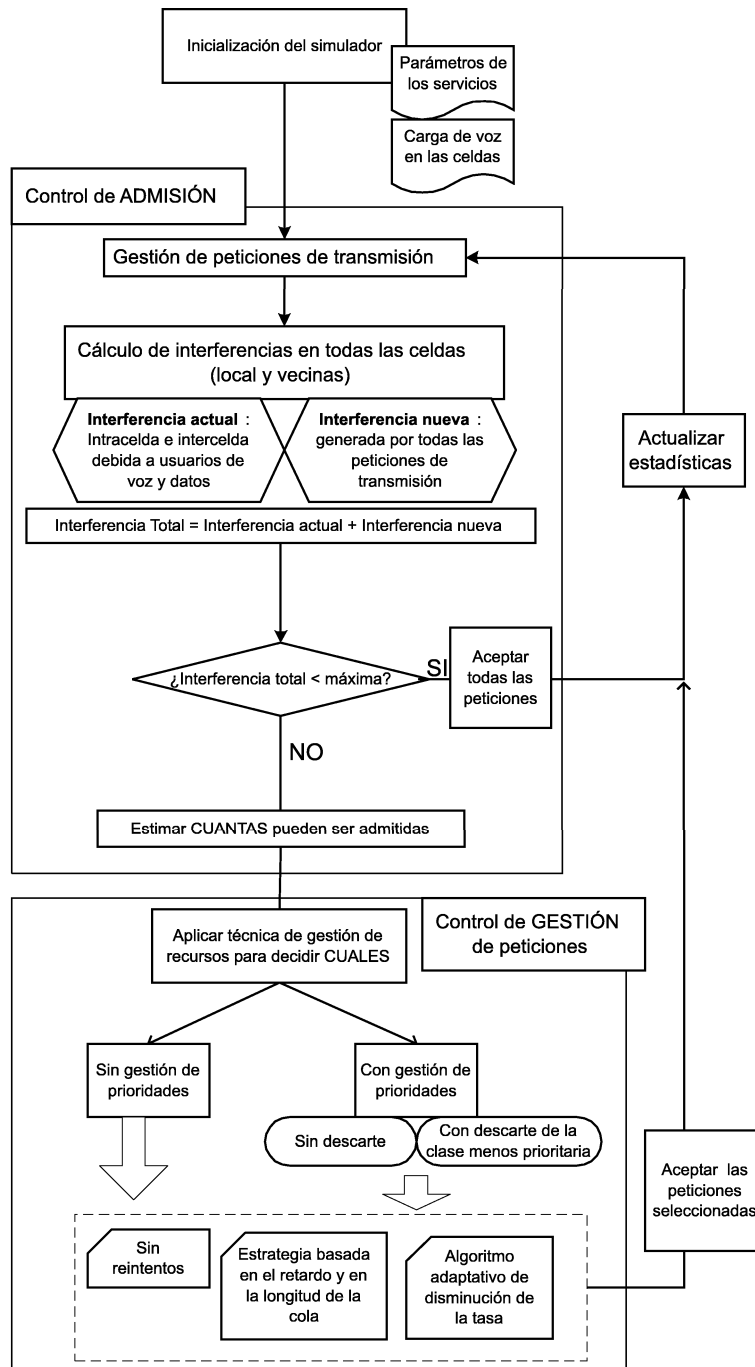 Inicialización del simulador
Parámetros de
los servicios
Carga de voz
en las celdas
Control de ADMISIÓN
Gestión de peticiones de transmisión
Cálculo de interferencias en todas las celdas
(local y vecinas)
Interferencia actual :
Intracelda e intercelda
debida a usuarios de
voz y datos
Interferencia nueva :
generada por todas las
peticiones de
transmisión
Actualizar
estadísticas
Interferencia Total = Interferencia actual + Interferencia nueva
¿Interferencia total < máxima?
SI
Aceptar
todas las
peticiones
NO
Estimar CUANTAS pueden ser admitidas
Control de GESTIÓN
de peticiones
Aplicar técnica de gestión de
recursos para decidir CUALES
Sin gestión de
prioridades
Con gestión de
prioridades
Sin descarte
Con descarte de la
clase menos prioritaria
Aceptar las
peticiones
seleccionadas
Sin
reintentos
Estrategia basada
en el retardo y en
la longitud de la
cola
Algoritmo
adaptativo de
disminución de
la tasa